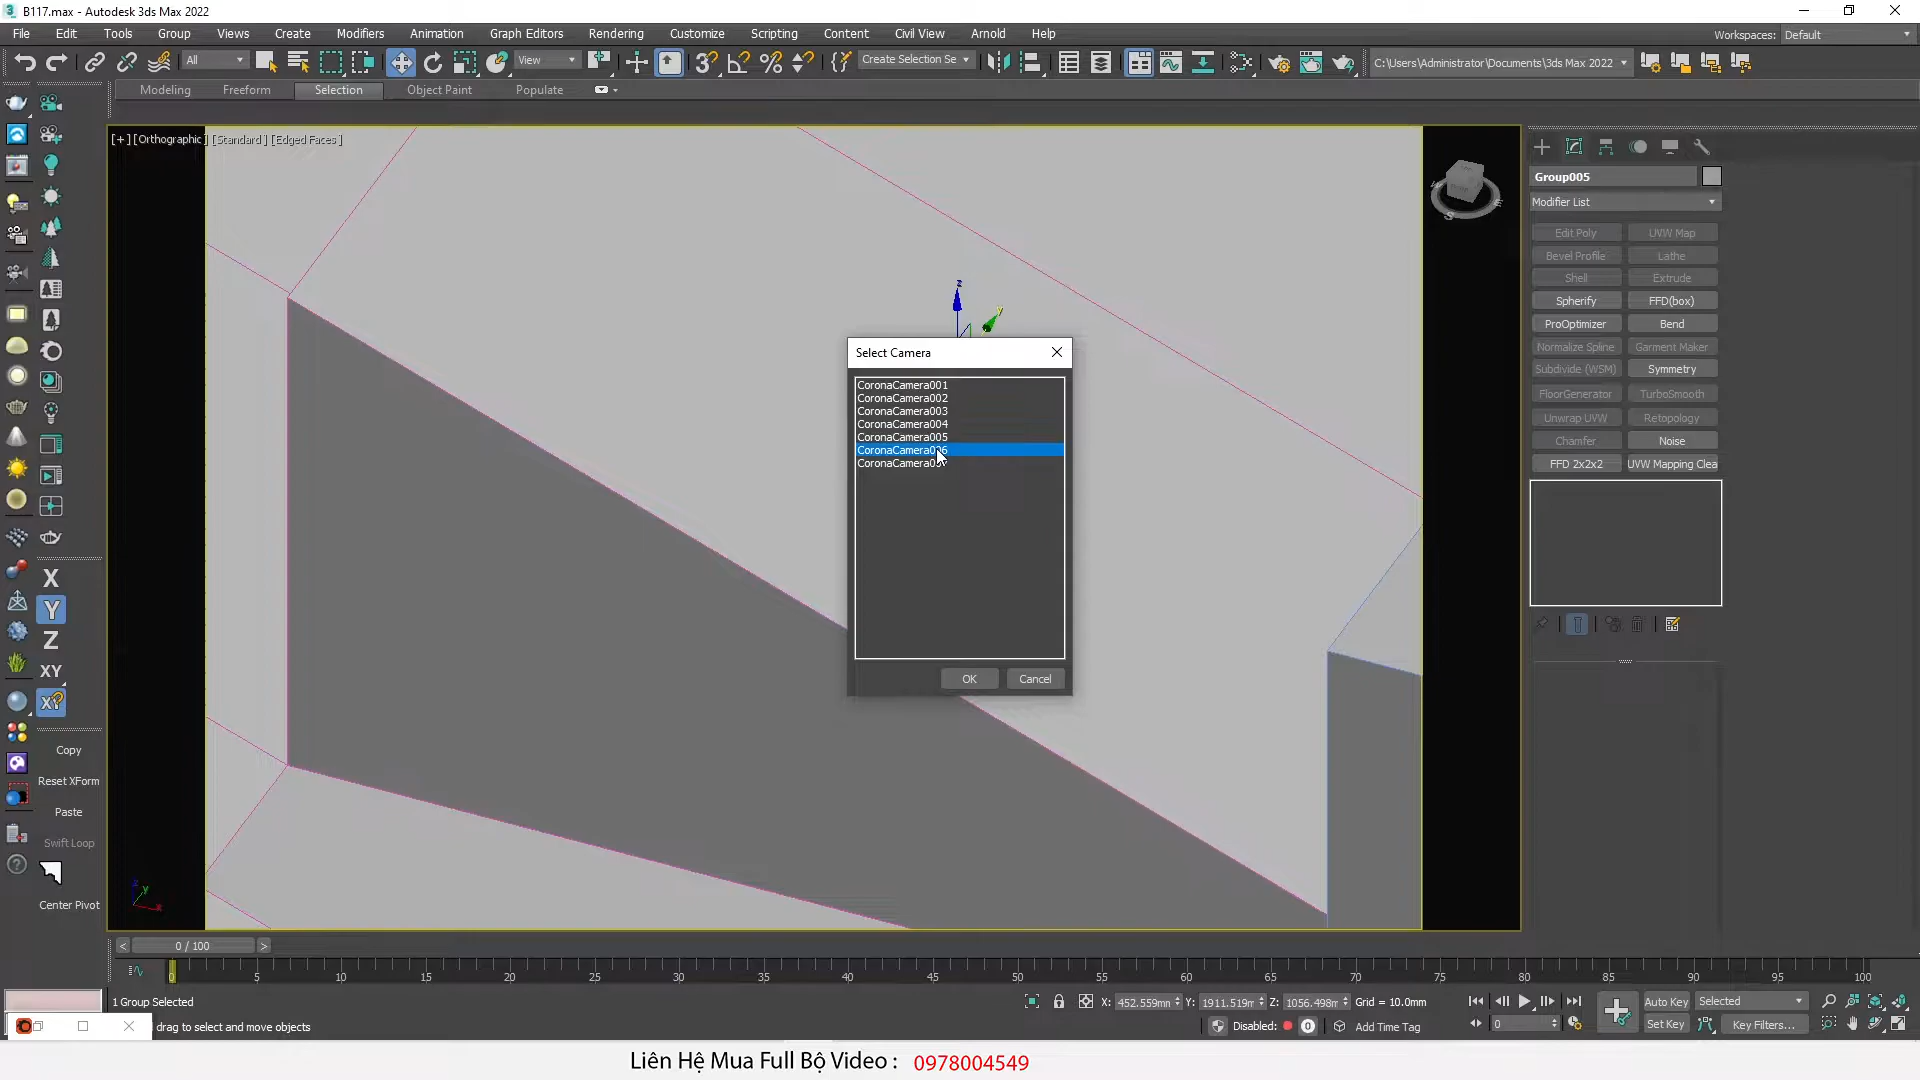 B117.max - Autodesk 3ds Max 2022
File Edit Tools Group Views Create Modifiers Animation Graph Editors Rendering Customize Scripting Content Civil View Arnold Help
Workspaces: Default
All View Create Selection Se C:\Users\Administrator\Documents\3ds Max 2022
Modeling Freeform Selection Object Paint Populate
[+] [Orthographic] [Standard] [Edged Faces]
Group005
Modifier List
Edit Poly UVW Map
Bevel Profile Lathe
Shell Extrude
Spherify FFD(box)
ProOptimizer Bend
Normalize Spline Garment Maker
Subdivide (WSM) Symmetry
FloorGenerator TurboSmooth
Unwrap UVW Retopology
Chamfer Noise
FFD 2x2x2 UVW Mapping Clea
Select Camera
CoronaCamera001
CoronaCamera002
CoronaCamera003
CoronaCamera004
CoronaCamera005
CoronaCamera006
OK Cancel
z
y
X
Y
Z
XY
XY
Copy
Reset XForm
Paste
Swift Loop
Center Pivot
z
y
x
0 / 100
0 5 10 15 20 25 30 35 40 45 50 55 60 65 70 75 80 85 90 95 100
1 Group Selected
X: 452.559mn Y: 1911.519r Z: 1056.498r Grid = 10.0mm
Auto Key Selected
drag to select and move objects
Disabled: 0 Add Time Tag
0 Set Key Key Filters...
Liên Hệ Mua Full Bộ Video : 0978004549